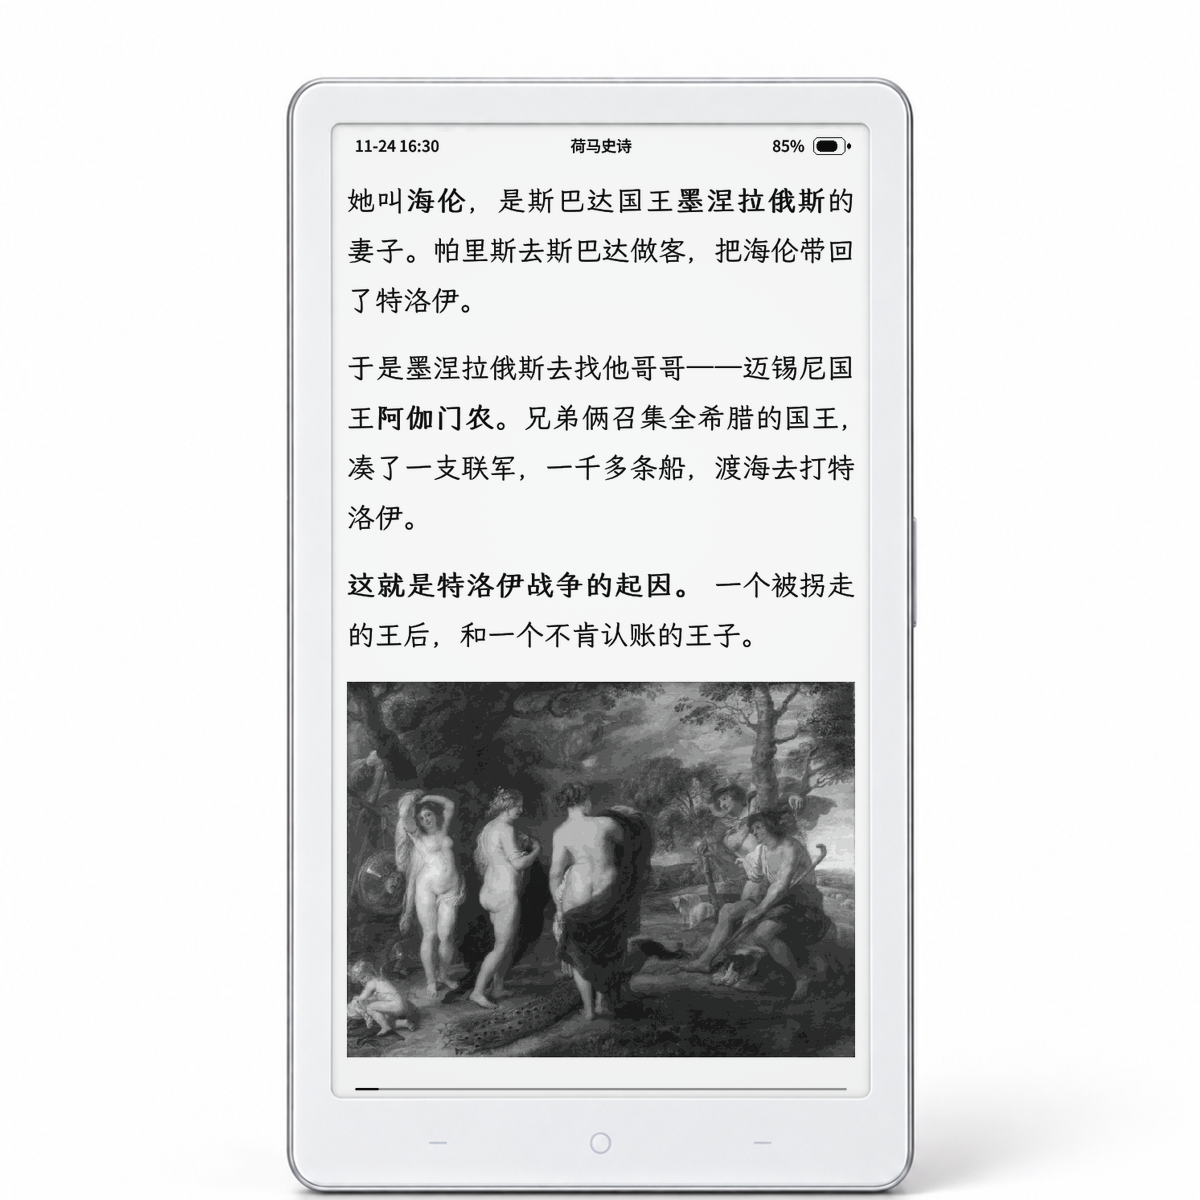 11-24 16:30 荷马史诗 85%
她叫海伦，是斯巴达国王墨涅拉俄斯的
妻子。帕里斯去斯巴达做客，把海伦带回
了特洛伊。
于是墨涅拉俄斯去找他哥哥——迈锡尼国
王阿伽门农。兄弟俩召集全希腊的国王，
凑了一支联军，一千多条船，渡海去打特
洛伊。
这就是特洛伊战争的起因。 一个被拐走
的王后，和一个不肯认账的王子。